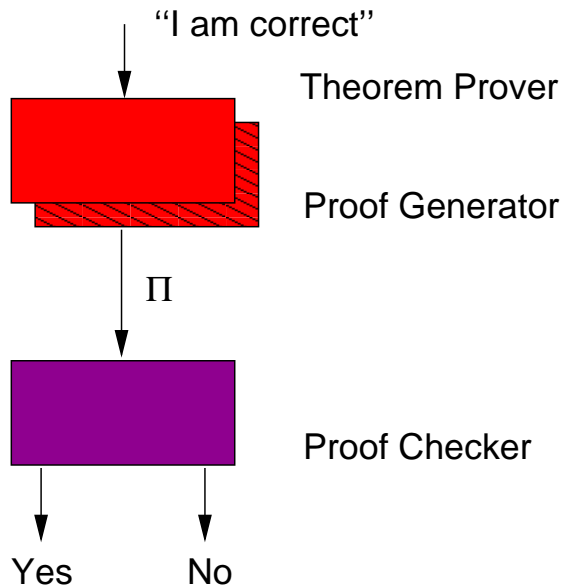 ‘‘I am correct’’
Theorem Prover
Proof Generator
Π
Proof Checker
Yes
No